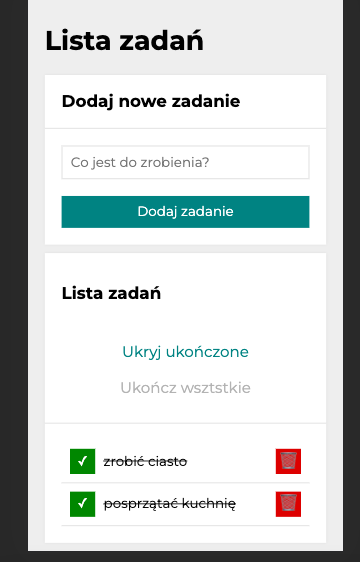 Lista zadań
Dodaj nowe zadanie
Co jest do zrobienia?
Dodaj zadanie
Lista zadań
Ukryj ukończone
Ukończ wsztstkie
✓ zrobić ciasto
✓ posprzątać kuchnię